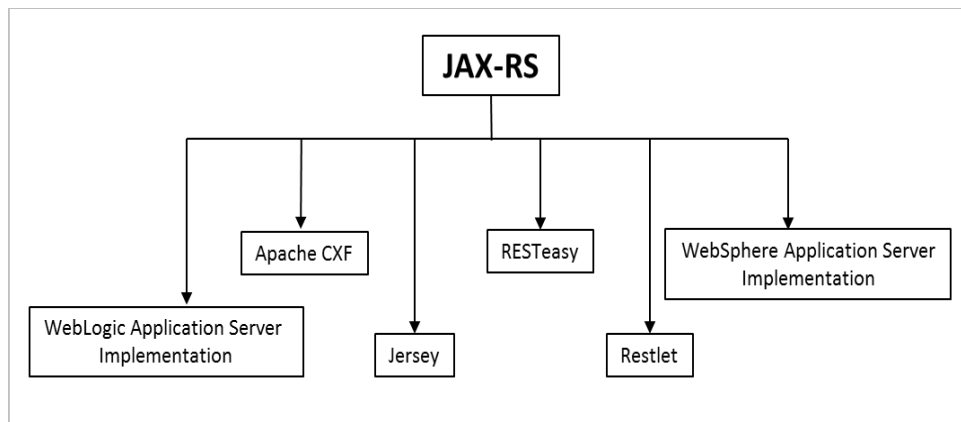 JAX-RS
Apache CXF
RESTeasy
WebSphere Application Server
Implementation
WebLogic Application Server
Implementation
Jersey
Restlet